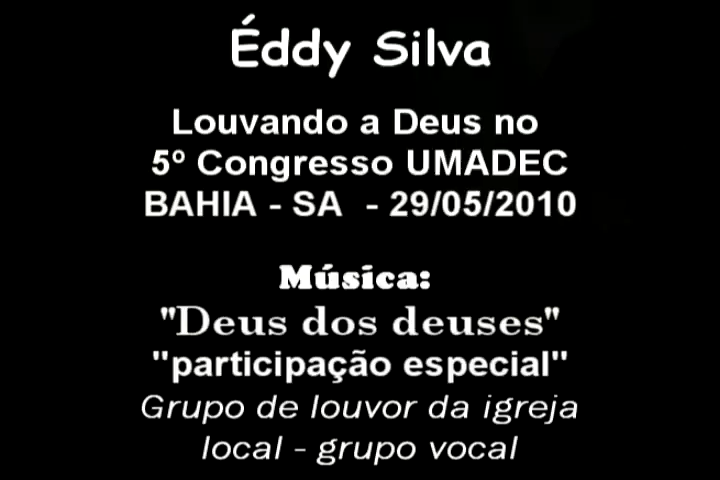 Éddy Silva
Louvando a Deus no
5º Congresso UMADEC
BAHIA - SA - 29/05/2010
Música:
"Deus dos deuses"
"participação especial"
Grupo de louvor da igreja
local - grupo vocal